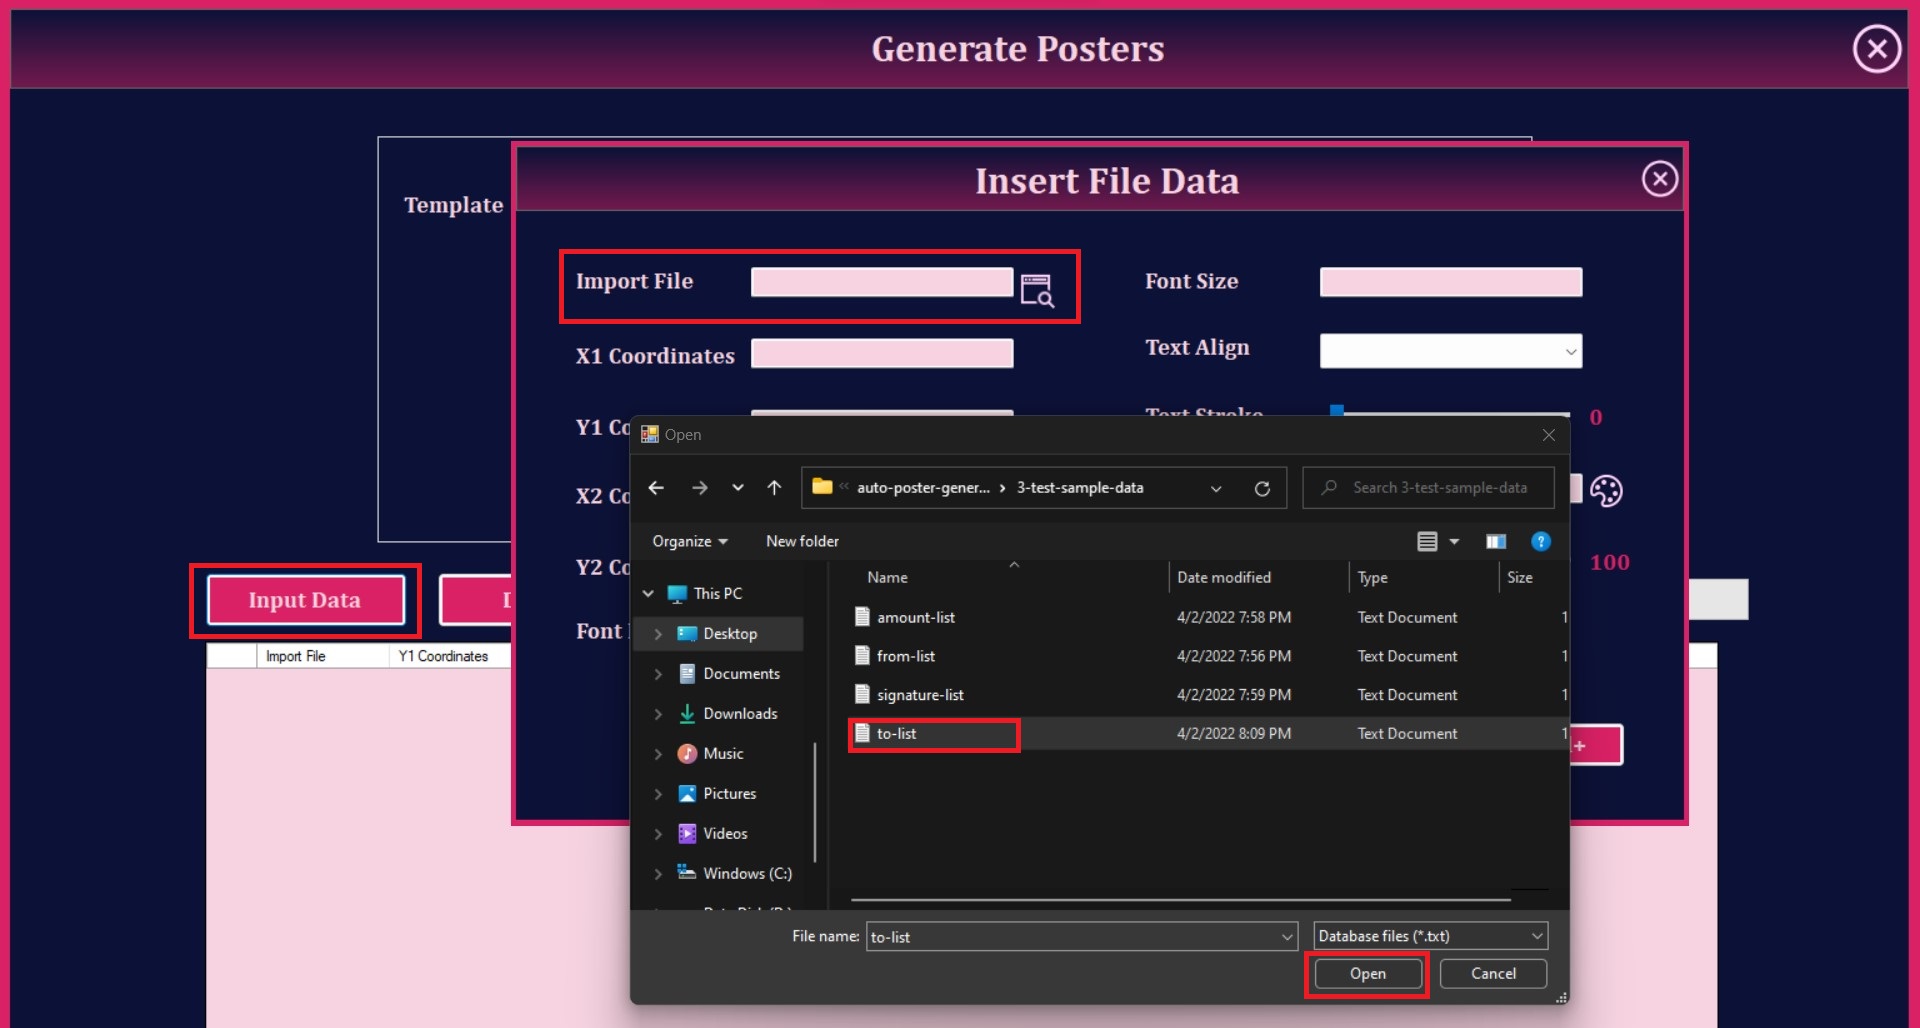 Generate Posters
Insert File Data
Template
Import File
Font Size
X1 Coordinates
Text Align
Y1 Co
Text Stroke
0
Open
X2 Co
« auto-poster-gener... › 3-test-sample-data
Search 3-test-sample-data
Organize
New folder
Y2 Co
100
Name
Date modified
Type
Size
This PC
Input Data
amount-list
4/2/2022 7:58 PM
Text Document
1
Font
Desktop
from-list
4/2/2022 7:56 PM
Text Document
1
Import File
Y1 Coordinates
Documents
signature-list
4/2/2022 7:59 PM
Text Document
1
Downloads
to-list
4/2/2022 8:09 PM
Text Document
1
+
Music
Pictures
Videos
Windows (C:)
File name:
to-list
Database files (*.txt)
Open
Cancel